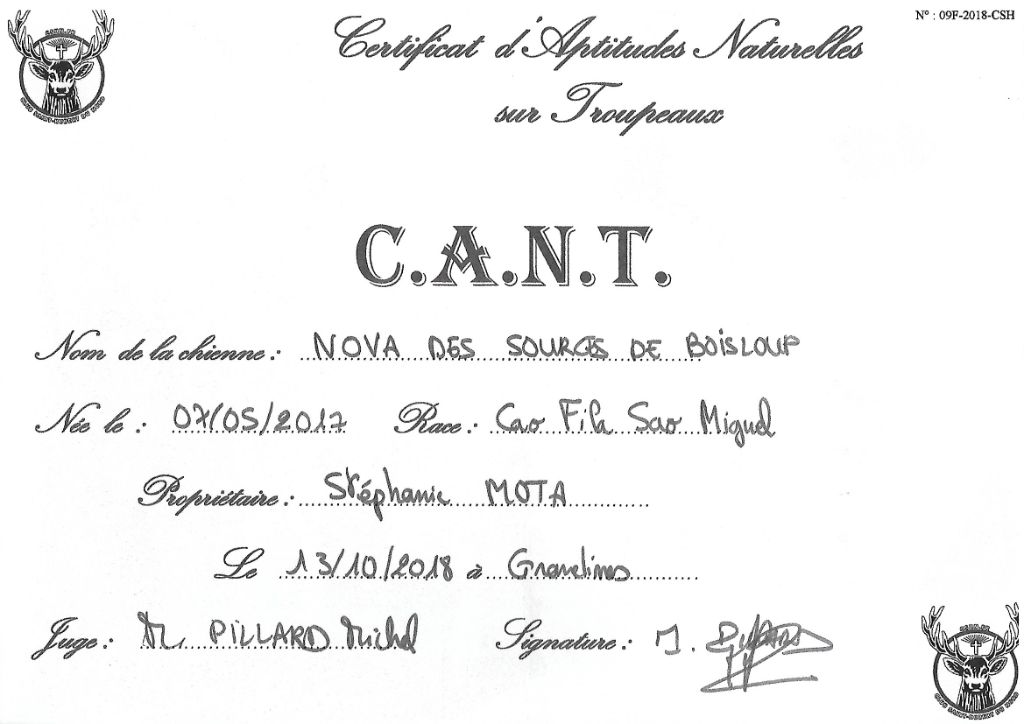 N° : 09F-2018-CSH
Certificat d'Aptitudes Naturelles
sur Troupeaux
C.A.N.T.
Nom de la chienne : NOVA DES SOURCES DE BOISLOUP
Née le : 07/05/2017 Race : Cao Fila Sao Miguel
Propriétaire : Stéphanie MOTA
Le 13/10/2018 à Gravelines
Juge : M. PILLARD Michel Signature : M. PILLARD